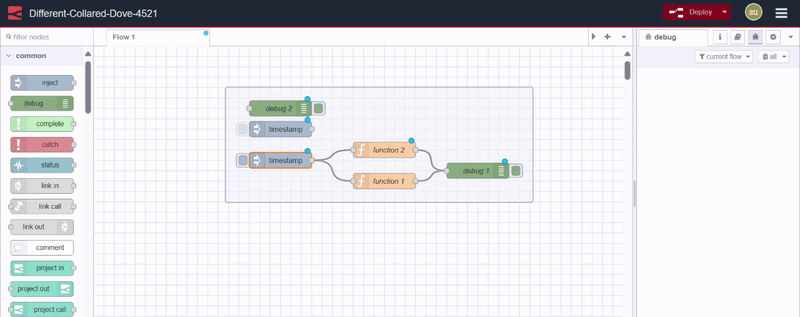 Different-Collared-Dove-4521
Deploy
su
filter nodes
Flow 1
debug
common
current flow
all
inject
debug
complete
catch
status
link in
link call
link out
comment
project in
project out
project call
debug 2
timestamp
timestamp
function 2
function 1
debug 1